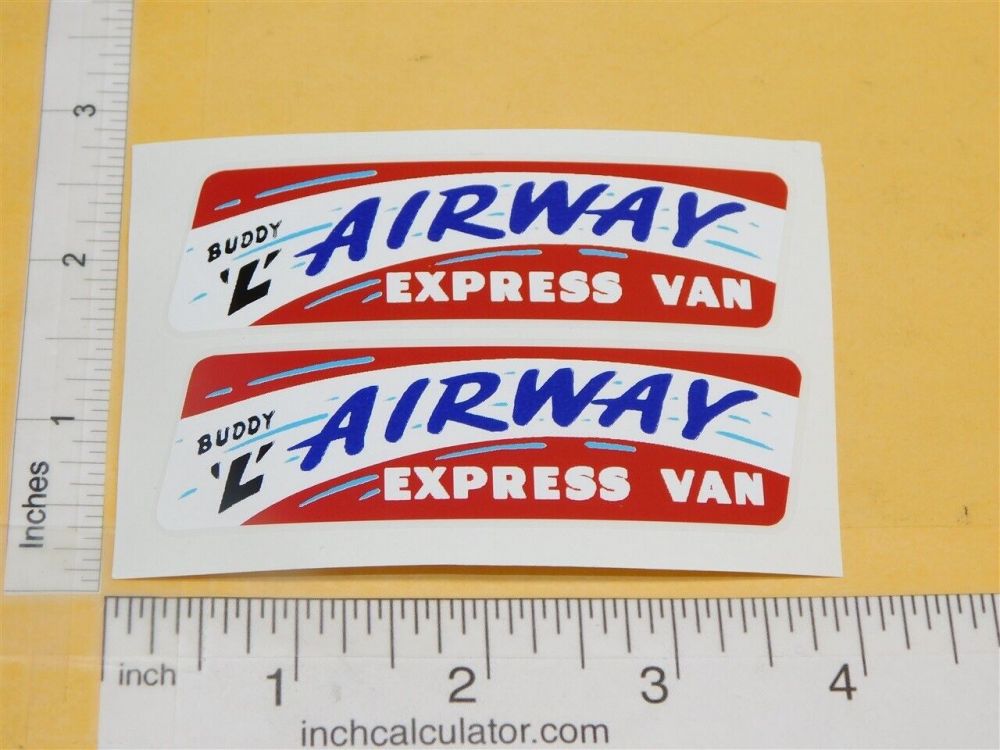 BUDDY
"L"
AIRWAY
EXPRESS VAN
BUDDY
"L"
AIRWAY
EXPRESS VAN
Inches
1
2
3
inch
1
2
3
4
inchcalculator.com